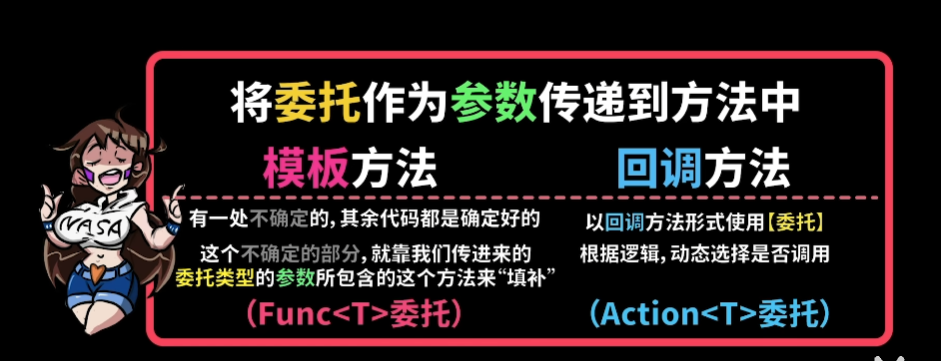 将委托作为参数传递到方法中
模板方法
有一处不确定的,其余代码都是确定好的
这个不确定的部分,就靠我们传进来的
委托类型的参数所包含的这个方法来“填补”
(Func<T>委托)
回调方法
以回调方法形式使用【委托】
根据逻辑,动态选择是否调用
(Action<T>委托)
NASA